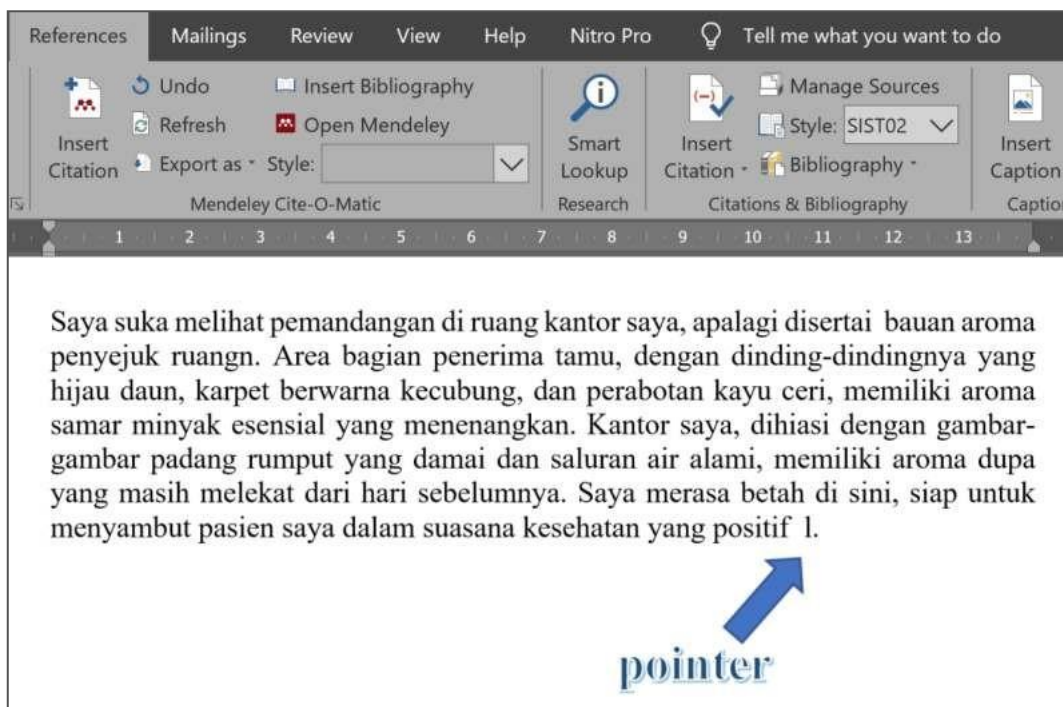 References Mailings Review View Help Nitro Pro Tell me what you want to do
Undo Insert Bibliography Manage Sources
Refresh Open Mendeley Style: SIST02
Insert Citation Export as Style: Smart Lookup Insert Citation Bibliography Insert Caption
Mendeley Cite-O-Matic Research Citations & Bibliography Captio
1 2 3 4 5 6 7 8 9 10 11 12 13
Saya suka melihat pemandangan di ruang kantor saya, apalagi disertai bauan aroma
penyejuk ruangn. Area bagian penerima tamu, dengan dinding-dindingnya yang
hijau daun, karpet berwarna kecubung, dan perabotan kayu ceri, memiliki aroma
samar minyak esensial yang menenangkan. Kantor saya, dihiasi dengan gambar-
gambar padang rumput yang damai dan saluran air alami, memiliki aroma dupa
yang masih melekat dari hari sebelumnya. Saya merasa betah di sini, siap untuk
menyambut pasien saya dalam suasana kesehatan yang positif l.
pointer